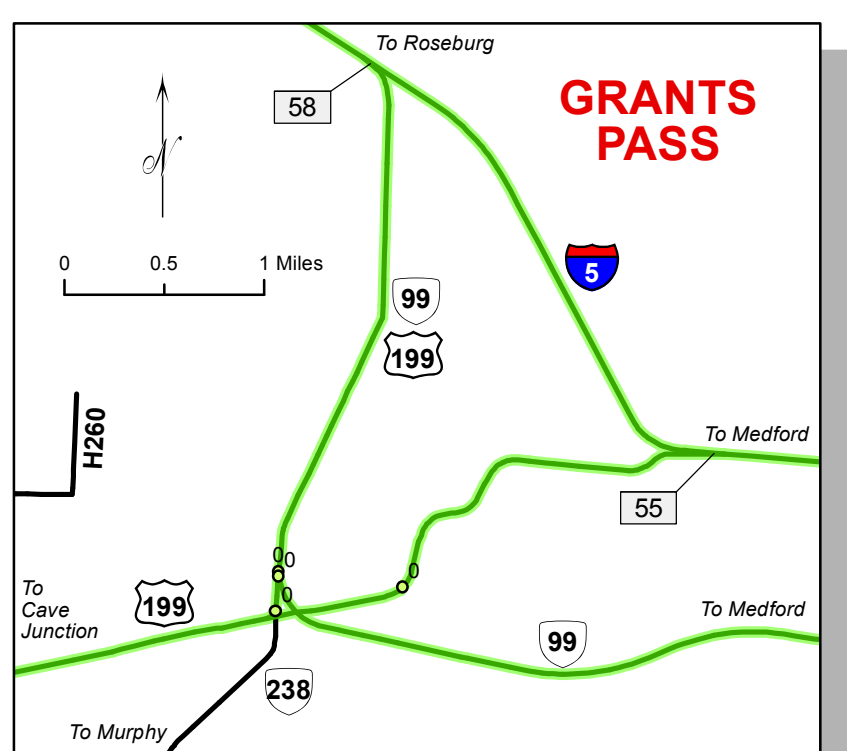 To Roseburg
58
GRANTS
PASS
N
0 0.5 1 Miles
5
99
199
H260
To Medford
55
0
0
0
0
To
Cave
Junction
199
To Medford
99
238
To Murphy